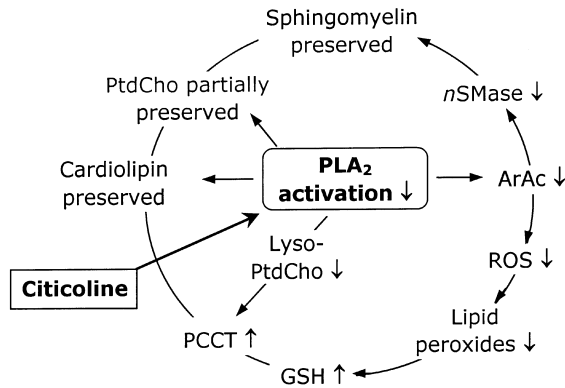 Sphingomyelin
preserved
PtdCho partially
preserved
nSMase ↓
Cardiolipin
preserved
PLA₂
activation ↓
ArAc ↓
Lyso-
PtdCho ↓
ROS ↓
Citicoline
Lipid
peroxides ↓
PCCT ↑
GSH ↑